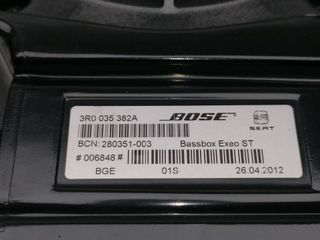 3R0 035 382A
BOSE
SEAT
BCN: 280351-003 Bassbox Exeo ST
# 006848 #
BGE 01S 26.04.2012